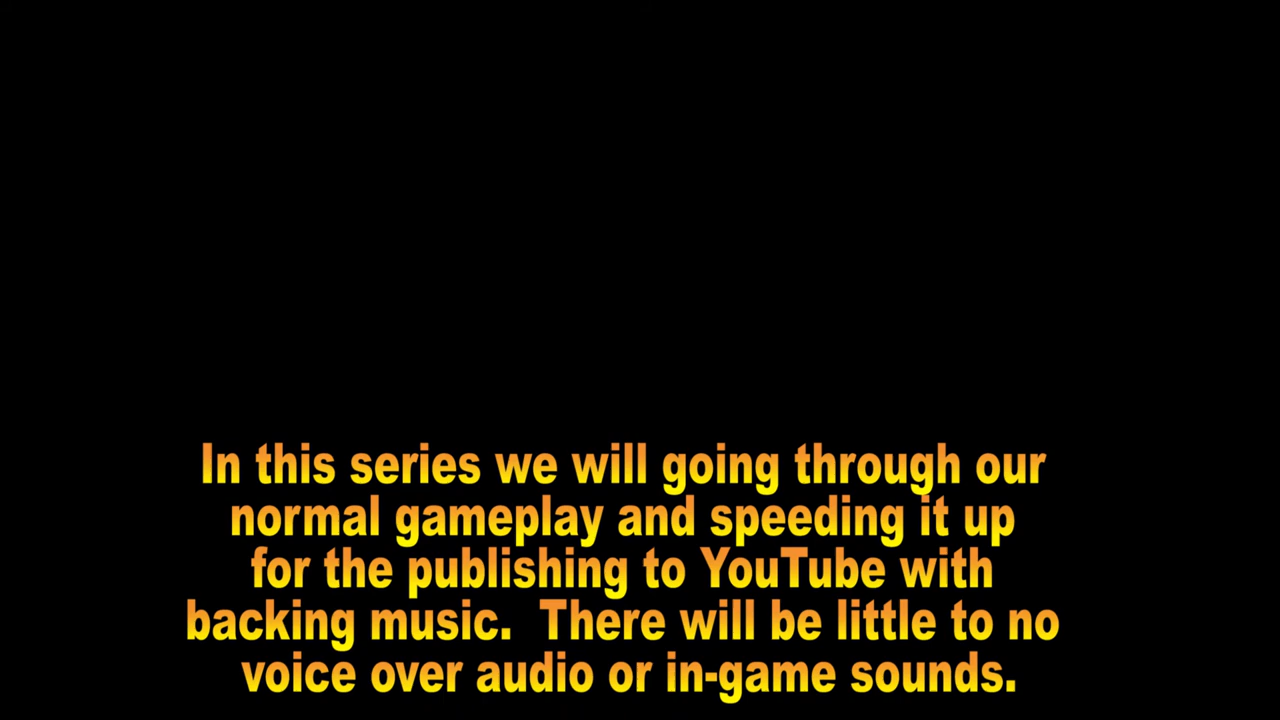 In this series we will going through our
normal gameplay and speeding it up
for the publishing to YouTube with
backing music.  There will be little to no
voice over audio or in-game sounds.